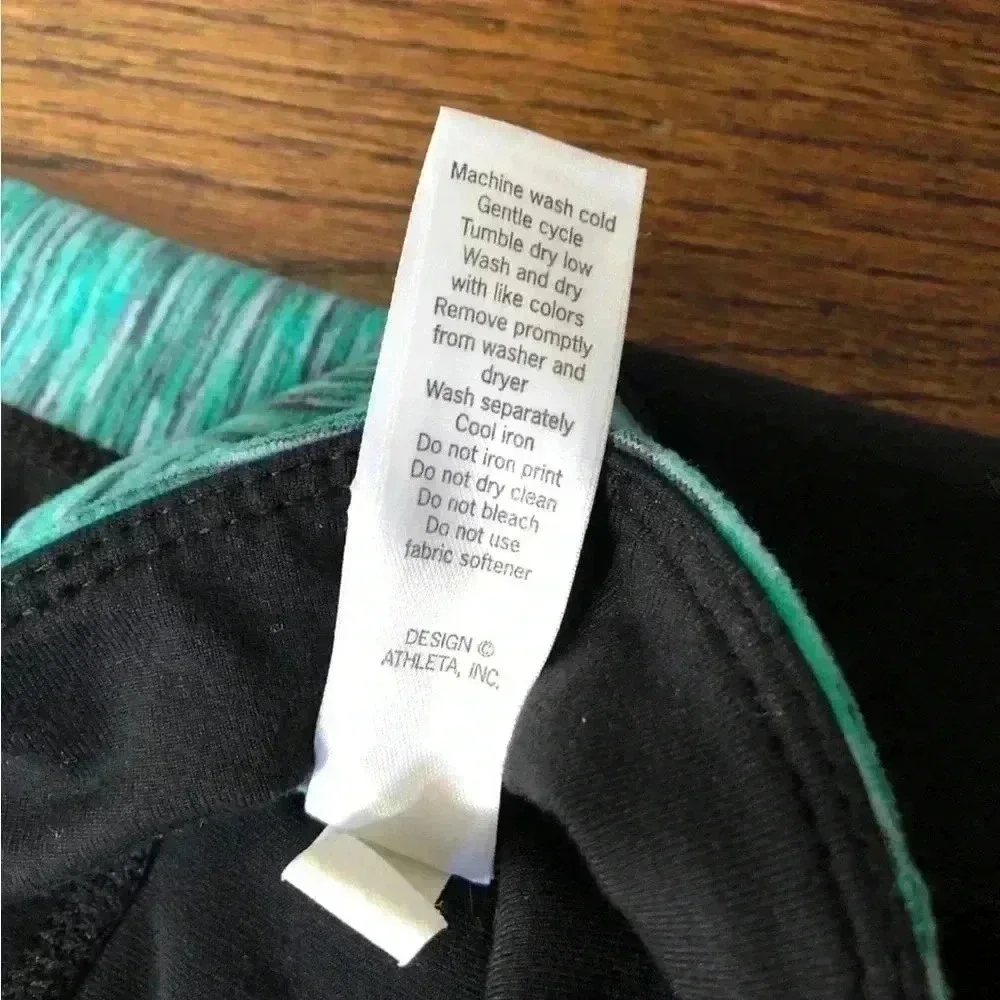 Machine wash cold
Gentle cycle
Tumble dry low
Wash and dry
with like colors
Remove promptly
from washer and
dryer
Wash separately
Cool iron
Do not iron print
Do not dry clean
Do not bleach
Do not use
fabric softener
DESIGN ©
ATHLETA, INC.